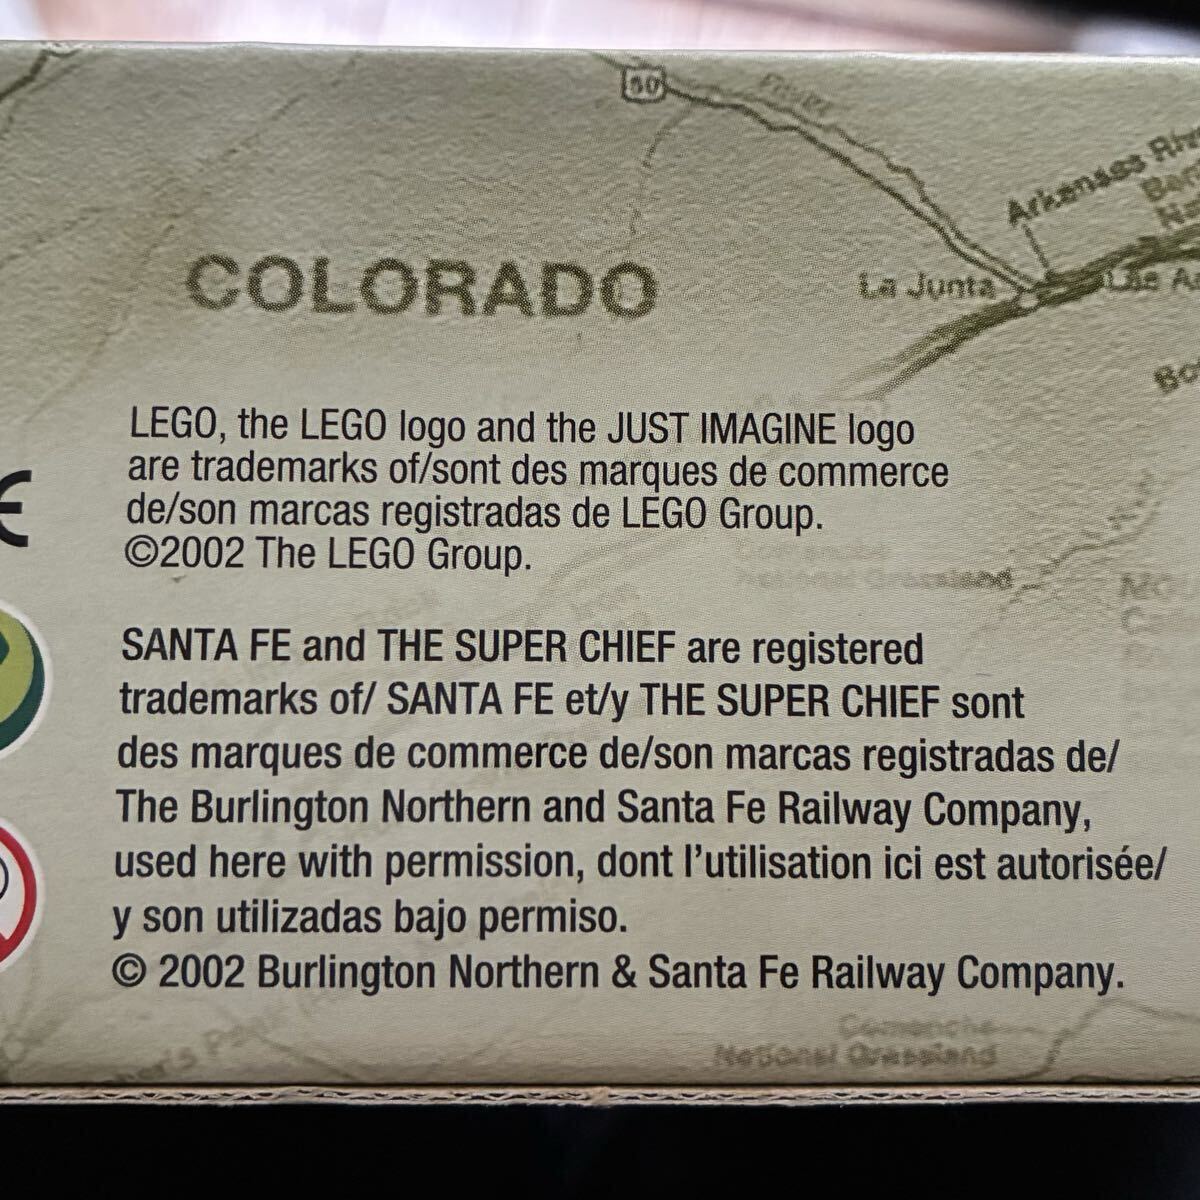 50
River
COLORADO
Arkansas
La Junta
LEGO, the LEGO logo and the JUST IMAGINE logo
are trademarks of/sont des marques de commerce
de/son marcas registradas de LEGO Group.
©2002 The LEGO Group.
National Grassland
SANTA FE and THE SUPER CHIEF are registered
trademarks of/ SANTA FE et/y THE SUPER CHIEF sont
des marques de commerce de/son marcas registradas de/
The Burlington Northern and Santa Fe Railway Company,
used here with permission, dont l'utilisation ici est autorisée/
y son utilizadas bajo permiso.
© 2002 Burlington Northern & Santa Fe Railway Company.
Comanche
National Grassland